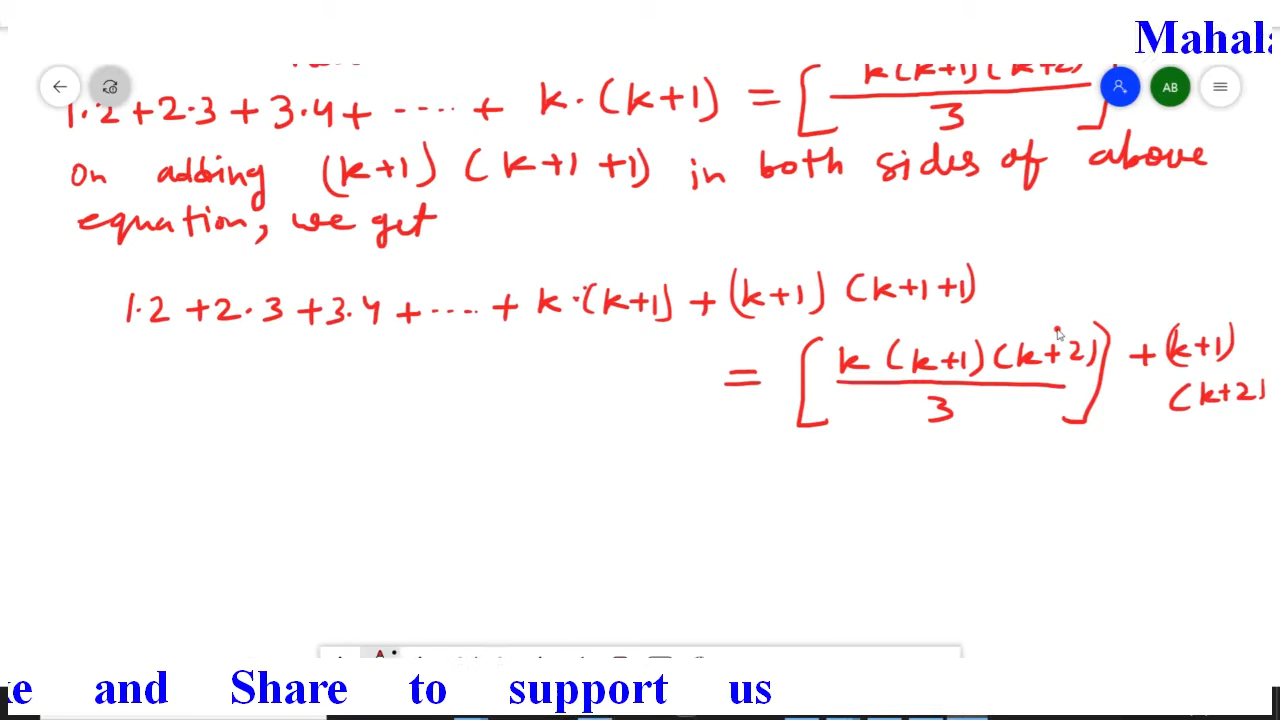 Mahala
1.2 + 2.3 + 3.4 + ..... + k.(k+1) = [k(k+1)(k+2)/3]
AB
On adding (k+1) (k+1+1) in both sides of above
equation, we get
1.2 + 2.3 + 3.4 + ..... + k.(k+1) + (k+1) (k+1+1)
= [k(k+1)(k+2)/3] + (k+1)
(k+2)
and Share to support us